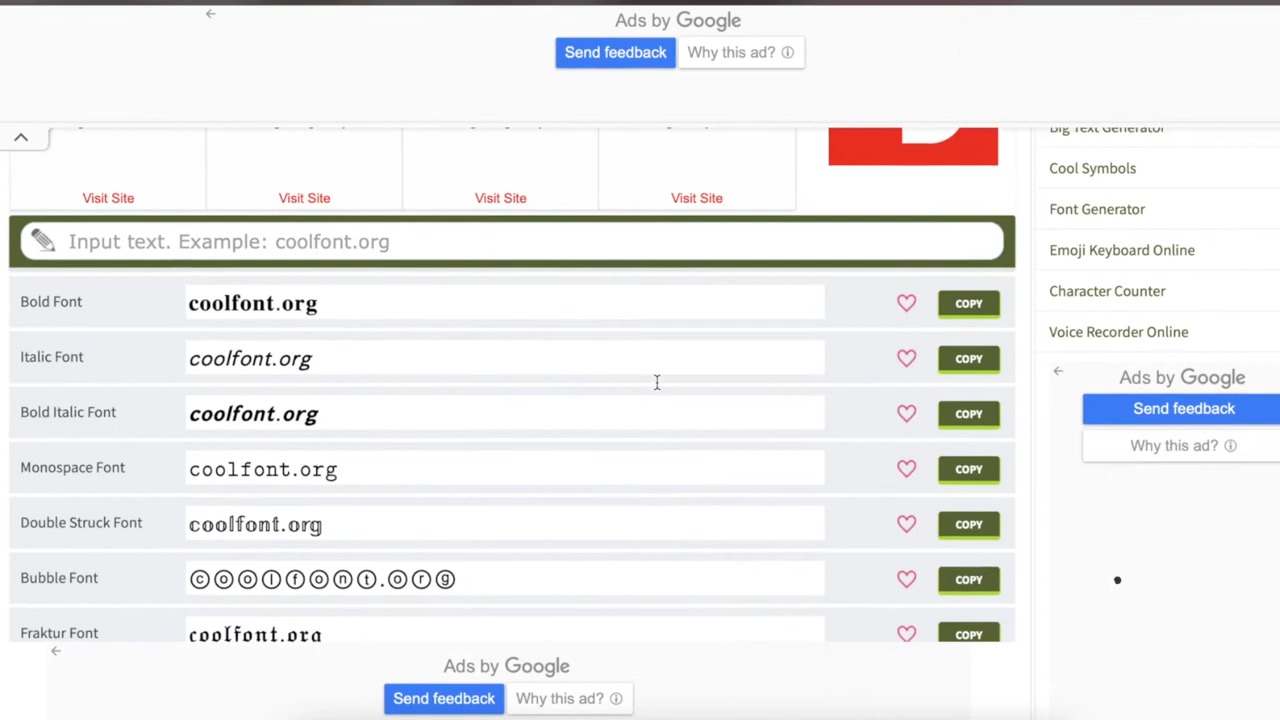 Ads by Google
Send feedback
Why this ad?
Big Text Generator
Visit Site
Visit Site
Visit Site
Visit Site
Cool Symbols
Font Generator
Emoji Keyboard Online
Character Counter
Voice Recorder Online
Input text. Example: coolfont.org
Bold Font 𝐜𝐨𝐨𝐥𝐟𝐨𝐧𝐭.𝐨𝐫𝐠 COPY
Italic Font 𝘤𝘰𝘰𝘭𝘧𝘰𝘯𝘵.𝘰𝘳𝘨 COPY
Bold Italic Font 𝙘𝙤𝙤𝙡𝙛𝙤𝙣𝙩.𝙤𝙧𝙜 COPY
Monospace Font 𝚌𝚘𝚘𝚕𝚏𝚘𝚗𝚝.𝚘𝚛𝚐 COPY
Double Struck Font 𝕔𝕠𝕠𝕝𝕗𝕠𝕟𝕥.𝕠𝕣𝕘 COPY
Bubble Font ⓒⓞⓞⓛⓕⓞⓝⓣ.ⓞⓡⓖ COPY
Fraktur Font 𝖈𝖔𝖔𝖑𝖋𝖔𝖓𝖙.𝖔𝖗𝖌 COPY
Ads by Google
Send feedback
Why this ad?
Ads by Google
Send feedback
Why this ad?